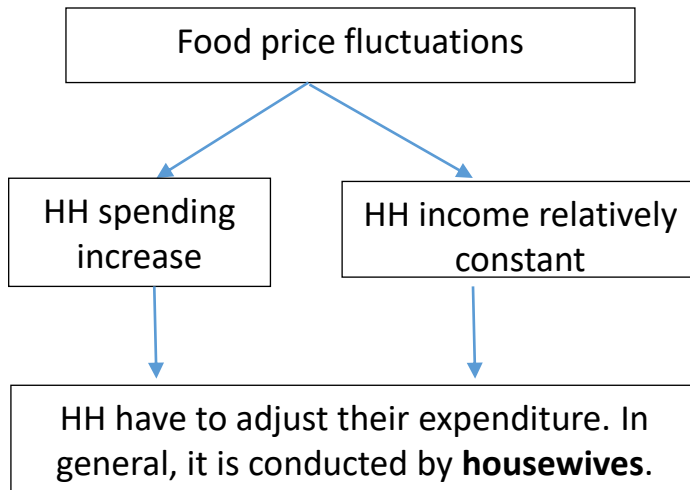 Food price fluctuations
HH spending
increase
HH income relatively
constant
HH have to adjust their expenditure. In
general, it is conducted by housewives.